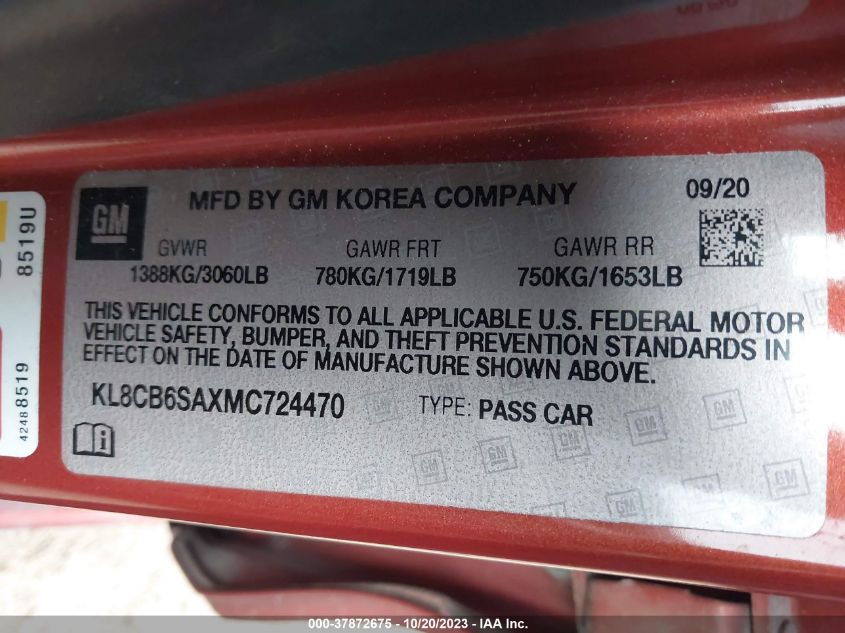 GM
MFD BY GM KOREA COMPANY
09/20
GVWR
GAWR FRT
GAWR RR
1388KG/3060LB
780KG/1719LB
750KG/1653LB
THIS VEHICLE CONFORMS TO ALL APPLICABLE U.S. FEDERAL MOTOR
VEHICLE SAFETY, BUMPER, AND THEFT PREVENTION STANDARDS IN
EFFECT ON THE DATE OF MANUFACTURE SHOWN ABOVE.
KL8CB6SAXMC724470
TYPE: PASS CAR
8519U
4248 8519
000-37872675 - 10/20/2023 - IAA Inc.